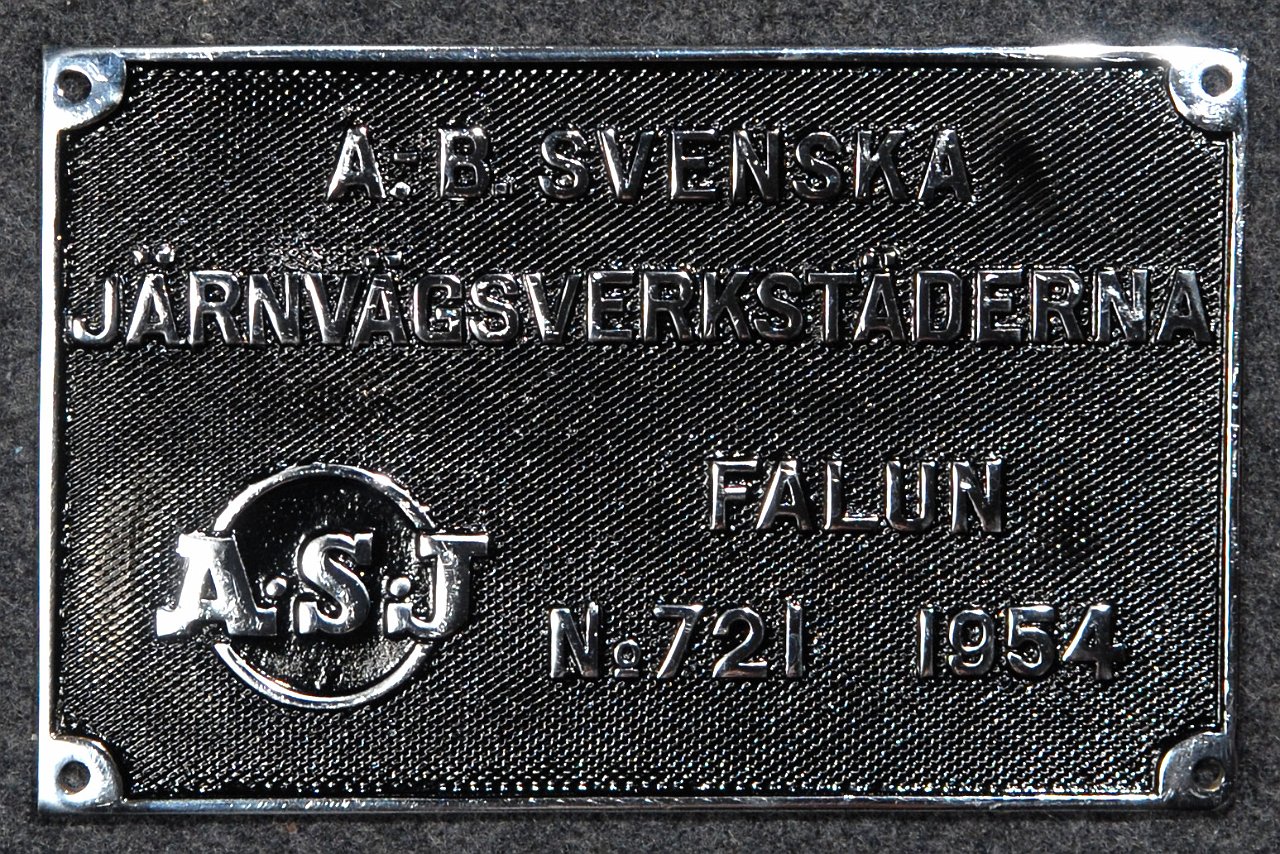 A.-B. SVENSKA
JÄRNVÄGSVERKSTÄDERNA
FALUN
A.S.J
No 721 1954